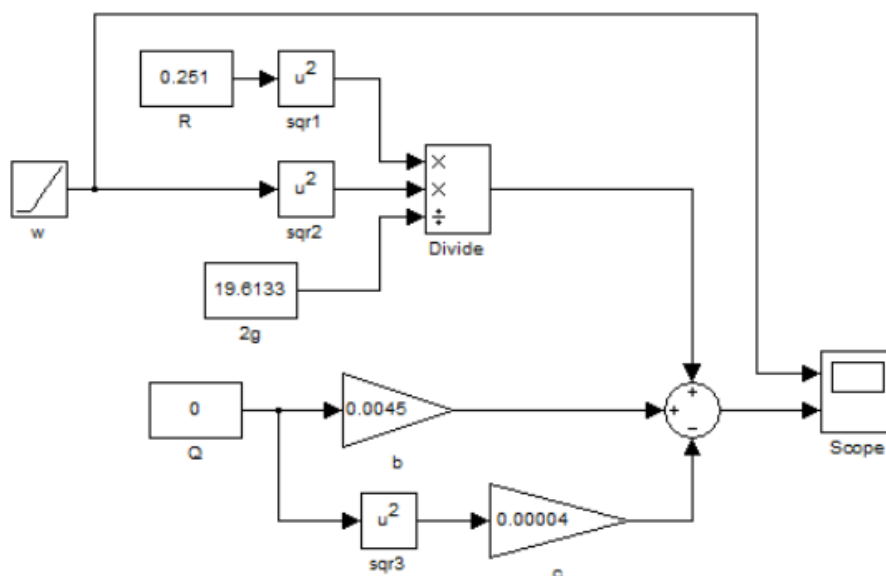 0.251
u²
R
sqr1
×
×
÷
w
u²
sqr2
Divide
19.6133
2g
0
0.0045
+
+
−
Q
b
Scope
u²
0.00004
sqr3